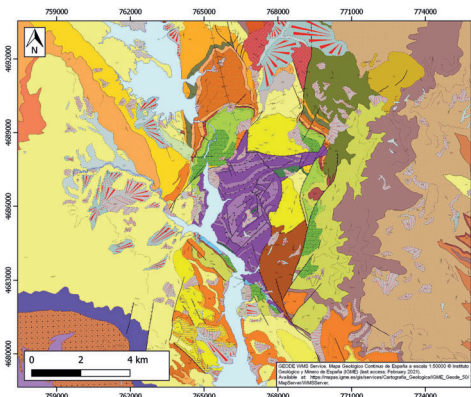 759000 762000 765000 768000 771000 774000
N
4692000
4689000
4686000
4683000
4680000
0 2 4 km
GEODE WMS Service. Mapa Geológico Continuo de España a escala 1:50000 © Instituto
Geológico y Minero de España (IGME) (last access: February 2021).
Available at: https://mapas.igme.es/gis/services/Cartografia_Geologica/IGME_Geode_50/
MapServer/WMSServer.
759000 762000 765000 768000 771000 774000